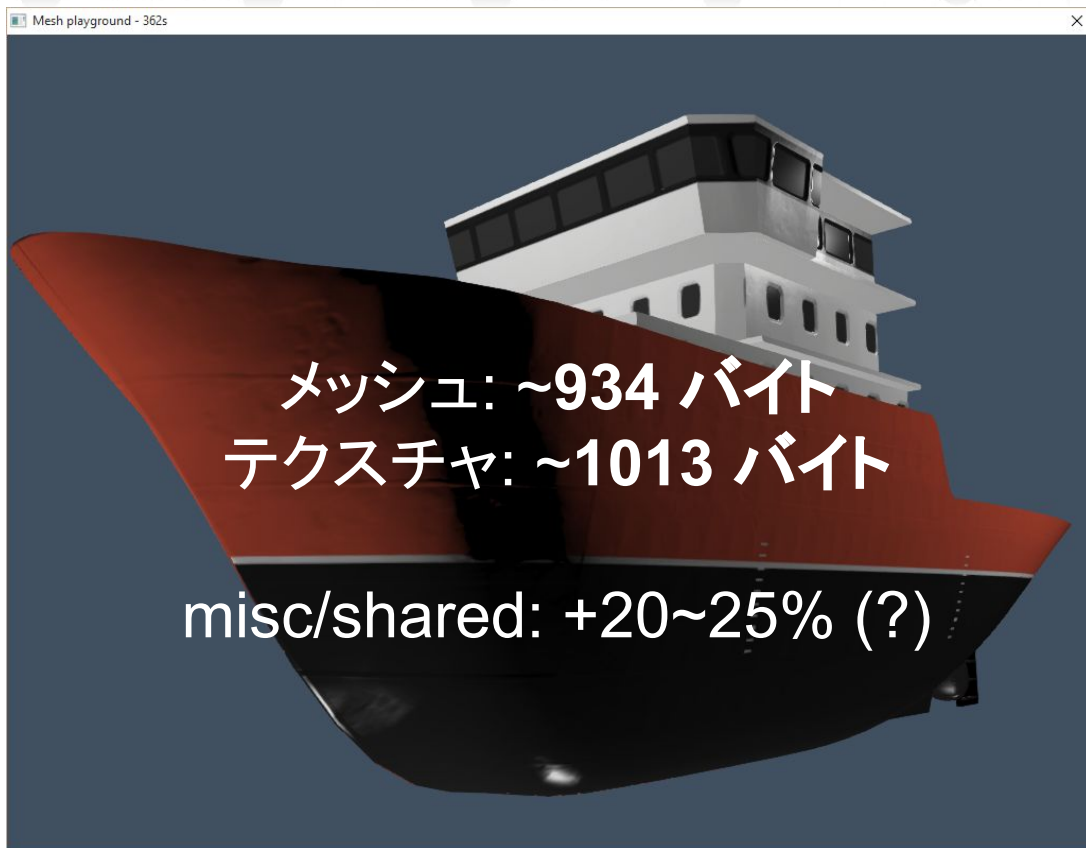 Mesh playground - 362s
メッシュ: ~934 バイト
テクスチャ: ~1013 バイト
misc/shared: +20~25% (?)